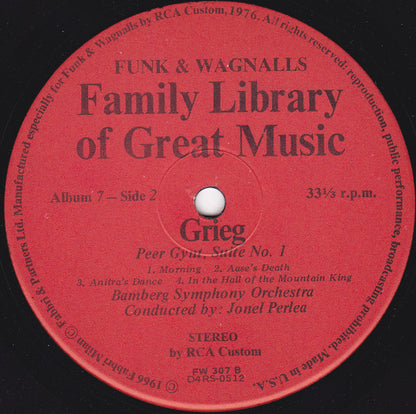 © 1966 Fabbri Milan © Fabbri & Partners Ltd. Manufactured especially for Funk & Wagnalls by RCA Custom, 1976. All rights reserved: reproduction, public performance, broadcasting prohibited. Made in U.S.A.
FUNK & WAGNALLS
Family Library
of Great Music
Album 7 – Side 2 33⅓ r.p.m.
Grieg
Peer Gynt, Suite No. 1
1. Morning 2. Aase's Death
3. Anitra's Dance 4. In the Hall of the Mountain King
Bamberg Symphony Orchestra
Conducted by: Jonel Perlea
STEREO
by RCA Custom
FW 307 B
D4RS-0512